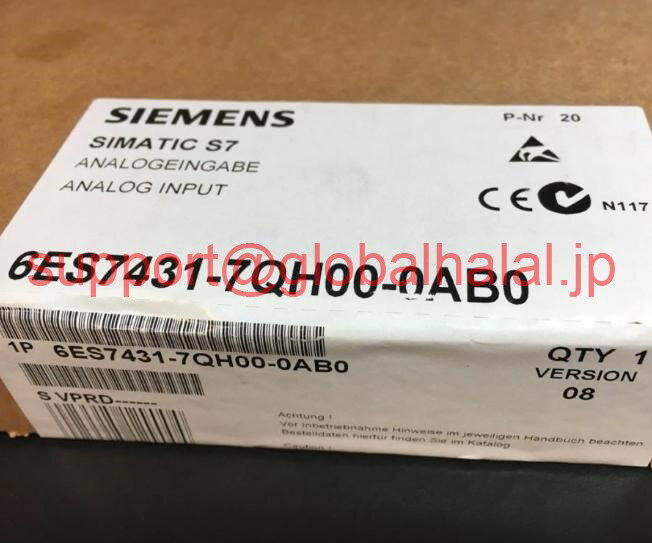 SIEMENS
P-Nr 20
SIMATIC S7
ANALOGEINGABE
ANALOG INPUT
CE N117
6ES7431-7QH00-0AB0
support@globalhalal.jp
1P 6ES7431-7QH00-0AB0
QTY 1
VERSION
08
S VPRD------
Achtung !
Vor Inbetriebnahme Hinweise im jeweiligen Handbuch beachten
Bestelldaten hierfür finden Sie im Katalog
Caution !